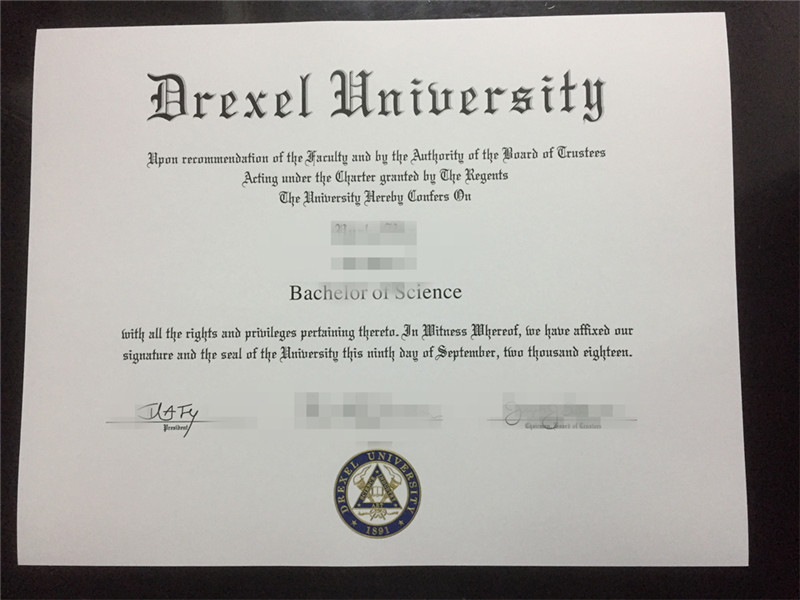 Drexel University
Upon recommendation of the Faculty and by the Authority of the Board of Trustees
Acting under the Charter granted by The Regents
The University Hereby Confers On
Bachelor of Science
with all the rights and privileges pertaining thereto. In Witness Whereof, we have affixed our
signature and the seal of the University this ninth day of September, two thousand eighteen.
President
DREXEL UNIVERSITY
ART
1891